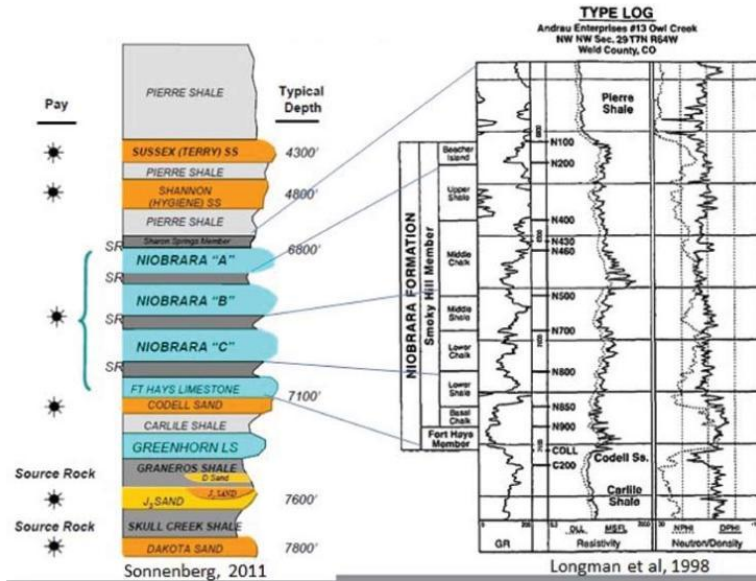 TYPE LOG
Andrau Enterprises #13 Owl Creek
NW NW Sec. 29 T7N R64W
Weld County, CO
Pay
Typical
Depth
PIERRE SHALE
SUSSEX (TERRY) SS
4300'
PIERRE SHALE
SHANNON
(HYGIENE) SS
4800'
PIERRE SHALE
Sharon Springs Member
6800'
SR
NIOBRARA "A"
SR
NIOBRARA "B"
SR
NIOBRARA "C"
SR
FT HAYS LIMESTONE
7100'
CODELL SAND
CARLILE SHALE
GREENHORN LS
Source Rock
GRANEROS SHALE
D Sand
J SAND
J SAND
7600'
Source Rock
SKULL CREEK SHALE
DAKOTA SAND
7800'
Sonnenberg, 2011
NIOBRARA FORMATION
Smoky Hill Member
Beecher
Island
Upper
Shale
Middle
Chalk
Middle
Shale
Lower
Chalk
Lower
Shale
Basal
Chalk
Fort Hays
Member
Pierre
Shale
N100
N200
N400
N430
N460
N500
N700
N800
N850
N900
COLL
C200
Codell Ss.
Carlile
Shale
GR
DLL
MSFL
Resistivity
NPHI
DPHI
Neutron/Density
Longman et al, 1998